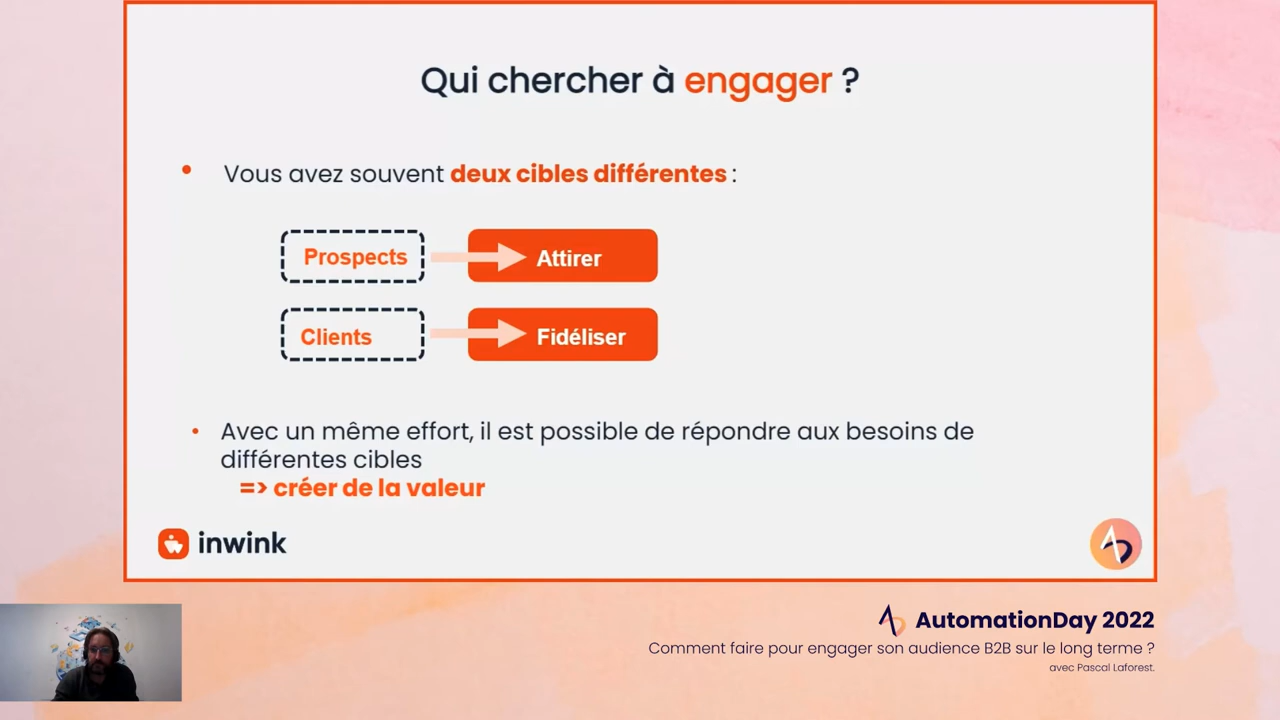 Qui chercher à engager ?
• Vous avez souvent deux cibles différentes :
Prospects
Attirer
Clients
Fidéliser
• Avec un même effort, il est possible de répondre aux besoins de
différentes cibles
=> créer de la valeur
inwink
AutomationDay 2022
Comment faire pour engager son audience B2B sur le long terme ?
avec Pascal Laforest.